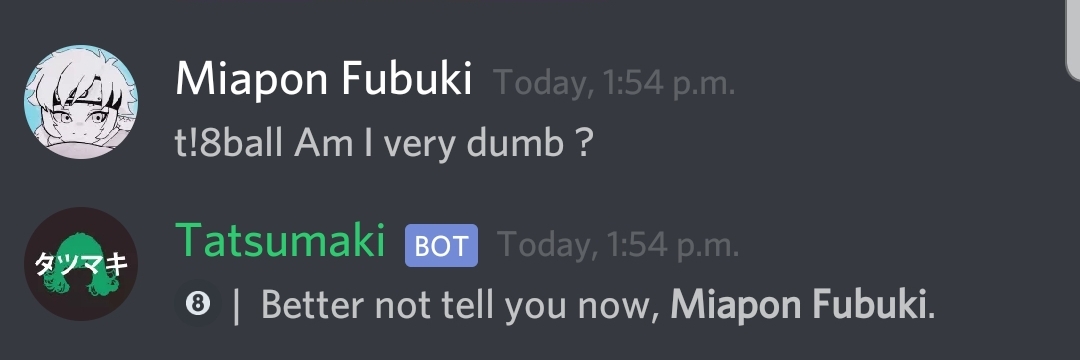 Miapon Fubuki Today, 1:54 p.m.
t!8ball Am I very dumb ?
タツマキ
Tatsumaki BOT Today, 1:54 p.m.
8 | Better not tell you now, Miapon Fubuki.